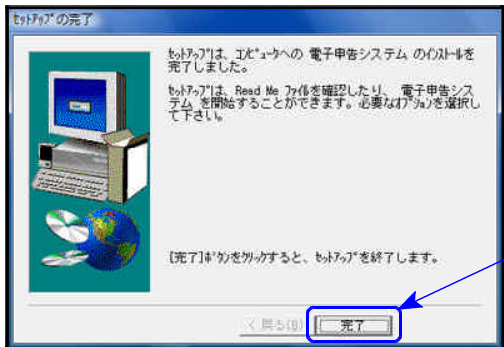 ｾｯﾄｱｯﾌﾟの完了
ｾｯﾄｱｯﾌﾟは、ｺﾝﾋﾟｭｰﾀへの 電子申告システム のｲﾝｽﾄｰﾙを
完了しました。
ｾｯﾄｱｯﾌﾟは、Read Me ﾌｧｲﾙを確認したり、 電子申告シス
テム を開始することができます。必要なｵﾌﾟｼｮﾝを選択し
て下さい。
[完了]ﾎﾞﾀﾝをｸﾘｯｸすると、ｾｯﾄｱｯﾌﾟを終了します。
< 戻る(B)
完了